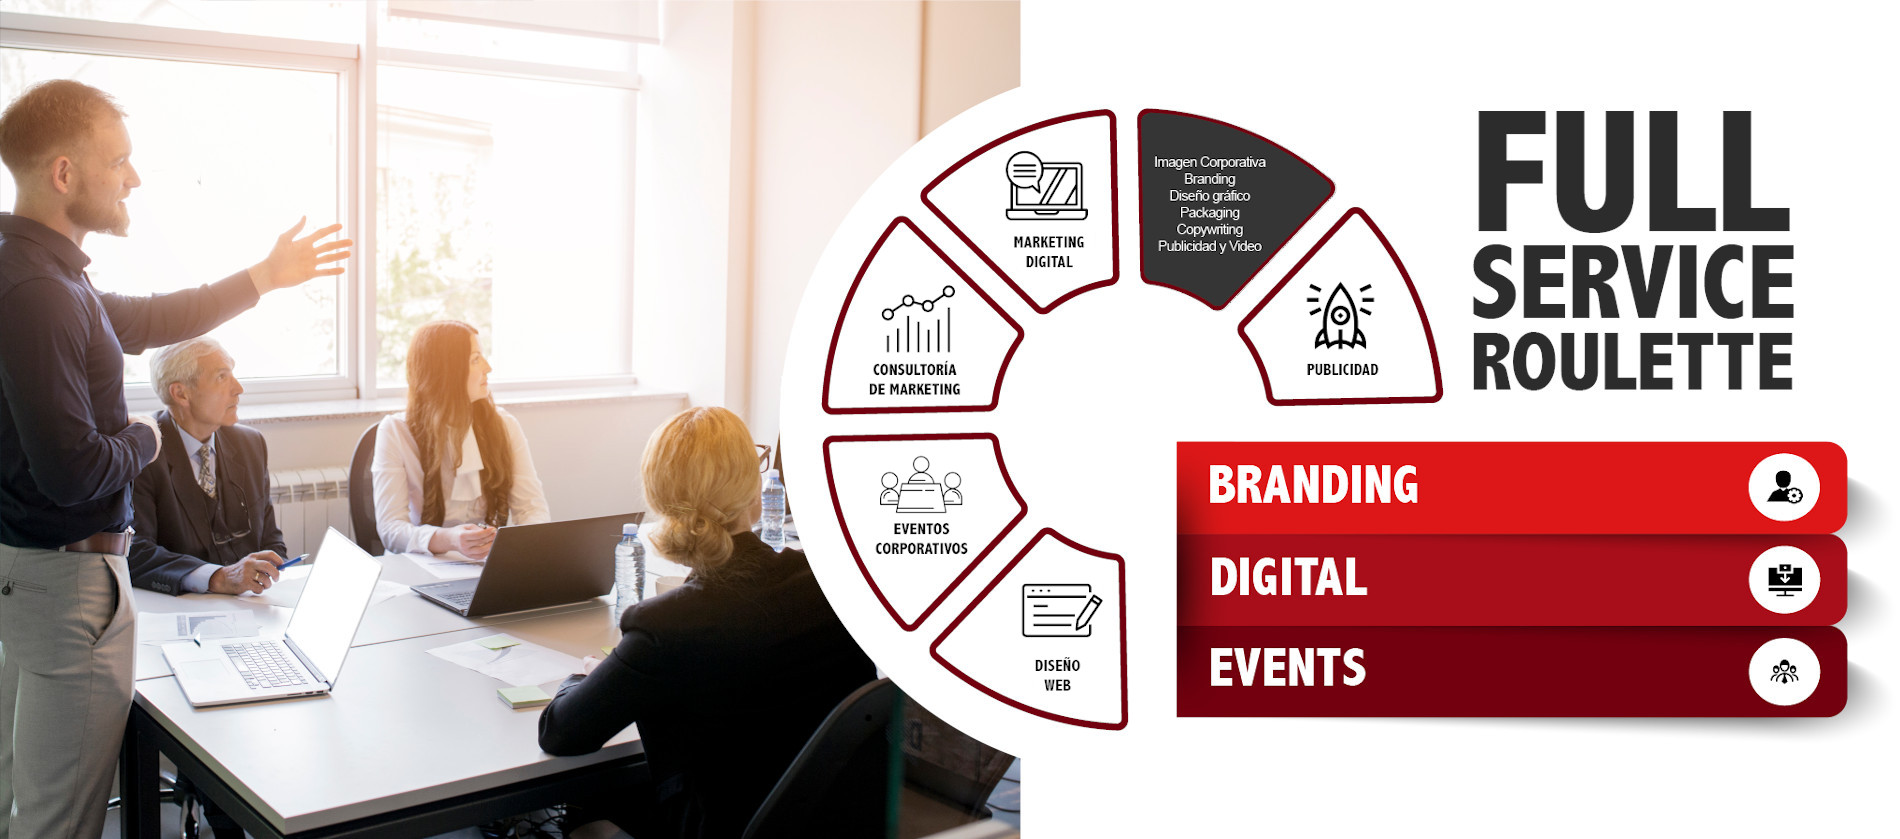 FULL
SERVICE
ROULETTE
Imagen Corporativa
Branding
Diseño gráfico
Packaging
Copywriting
Publicidad y Video
MARKETING
DIGITAL
PUBLICIDAD
CONSULTORÍA
DE MARKETING
EVENTOS
CORPORATIVOS
DISEÑO
WEB
BRANDING
DIGITAL
EVENTS